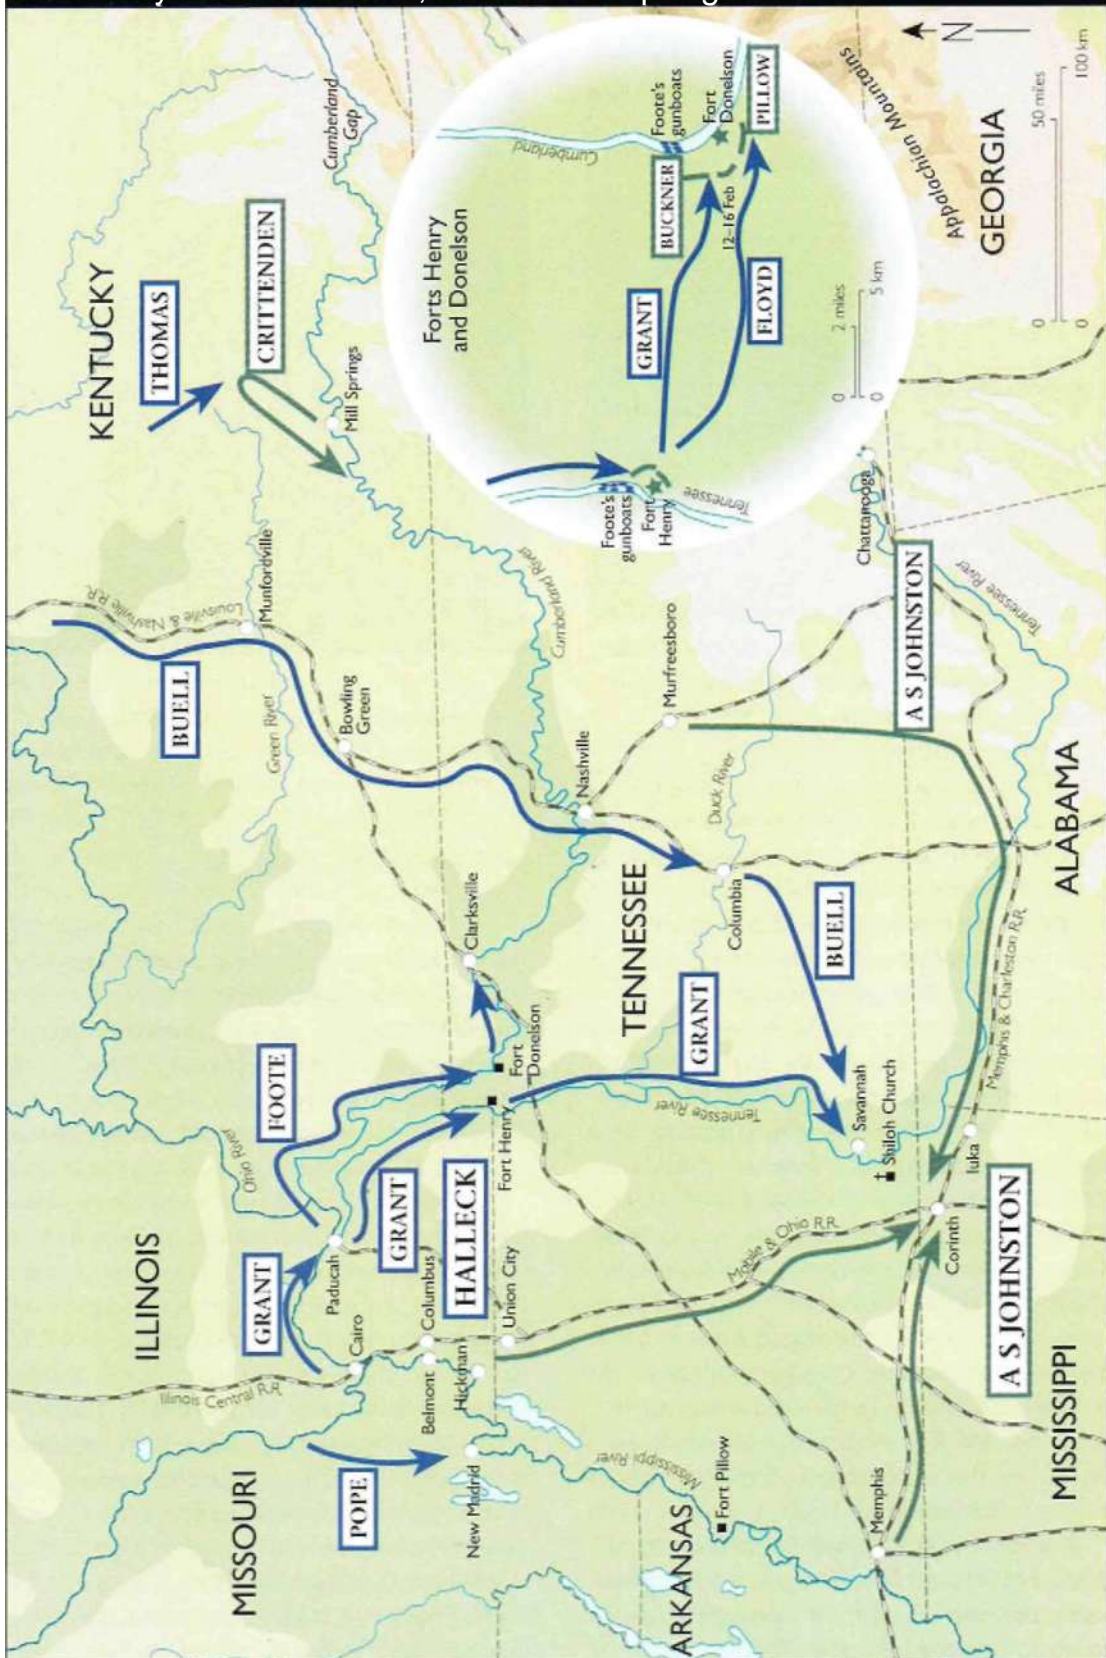 KENTUCKY
THOMAS
CRITTENDEN
Cumberland
Gap
Mill Springs
Louisville & Nashville R.R.
Munfordville
Green River
BUELL
Bowling
Green
Cumberland River
ILLINOIS
Ohio River
FOOTE
GRANT
Paducah
Cairo
Illinois Central R.R.
GRANT
HALLECK
Columbus
Belmont
Hickman
Union City
MISSOURI
POPE
New Madrid
Fort Henry
Fort
Donelson
Clarksville
Nashville
Murfreesboro
TENNESSEE
Duck River
Columbia
GRANT
BUELL
Tennessee River
Savannah
Shiloh Church
Mississippi River
Fort Pillow
ARKANSAS
Memphis
Mobile & Ohio R.R.
Corinth
Iuka
Memphis & Charleston R.R.
A S JOHNSTON
A S JOHNSTON
MISSISSIPPI
ALABAMA
Chattanooga
Tennessee River
GEORGIA
Appalachian Mountains
N
0 50 miles
0 100 km
Forts Henry
and Donelson
Cumberland
Foote's
gunboats
Fort
Donelson
BUCKNER
PILLOW
12–16 Feb
GRANT
FLOYD
Foote's
gunboats
Fort
Henry
Tennessee
0 2 miles
0 5 km